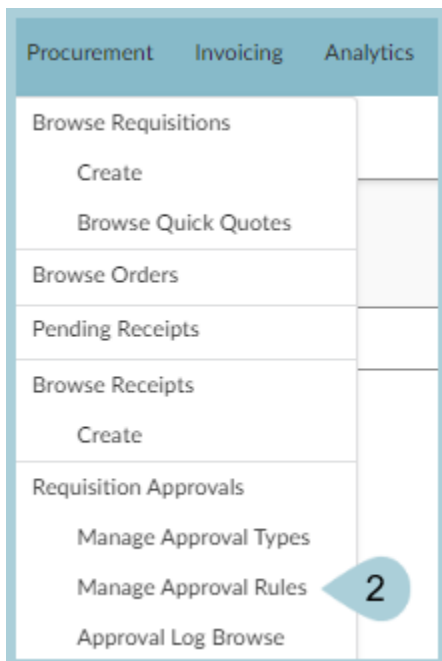 Procurement Invoicing Analytics
Browse Requisitions
Create
Browse Quick Quotes
Browse Orders
Pending Receipts
Browse Receipts
Create
Requisition Approvals
Manage Approval Types
Manage Approval Rules 2
Approval Log Browse